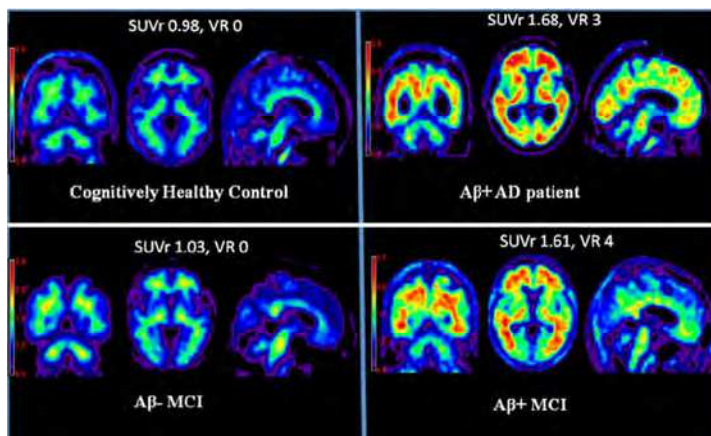 SUVr 0.98, VR 0
Cognitively Healthy Control
SUVr 1.68, VR 3
Aβ+ AD patient
SUVr 1.03, VR 0
Aβ- MCI
SUVr 1.61, VR 4
Aβ+ MCI